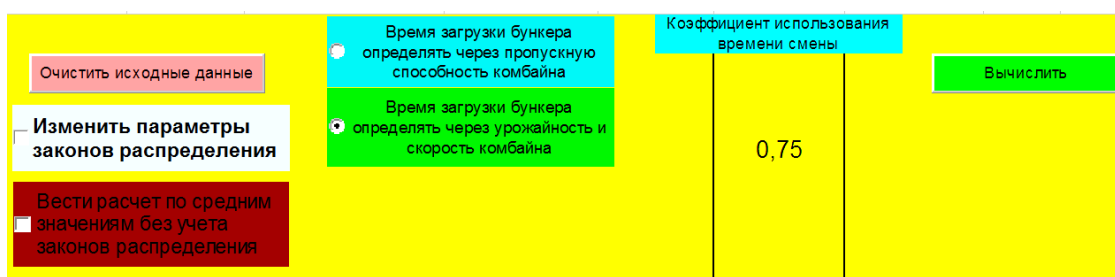 Очистить исходные данные
Изменить параметры
законов распределения
Вести расчет по средним
значениям без учета
законов распределения
Время загрузки бункера
определять через пропускную
способность комбайна
Время загрузки бункера
определять через урожайность и
скорость комбайна
Коэффициент использования
времени смены
0,75
Вычислить